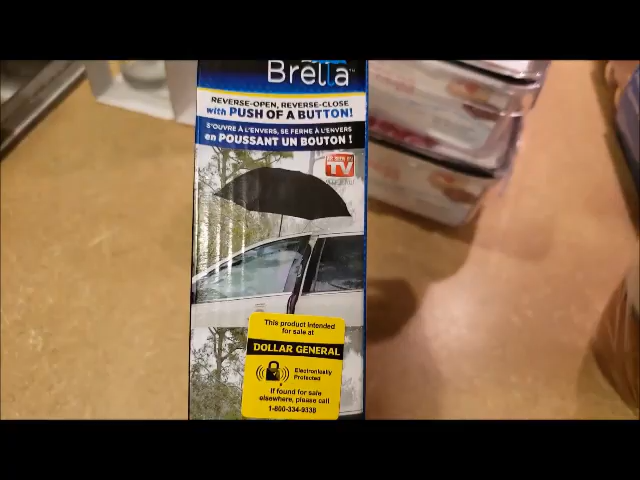 Brella
REVERSE-OPEN, REVERSE-CLOSE
with PUSH OF A BUTTON!
S'OUVRE À L'ENVERS, SE FERME À L'ENVERS
en POUSSANT UN BOUTON !
AS SEEN ON
TV
This product intended
for sale at
DOLLAR GENERAL
Electronically
Protected
If found for sale
elsewhere, please call
1-800-334-9338